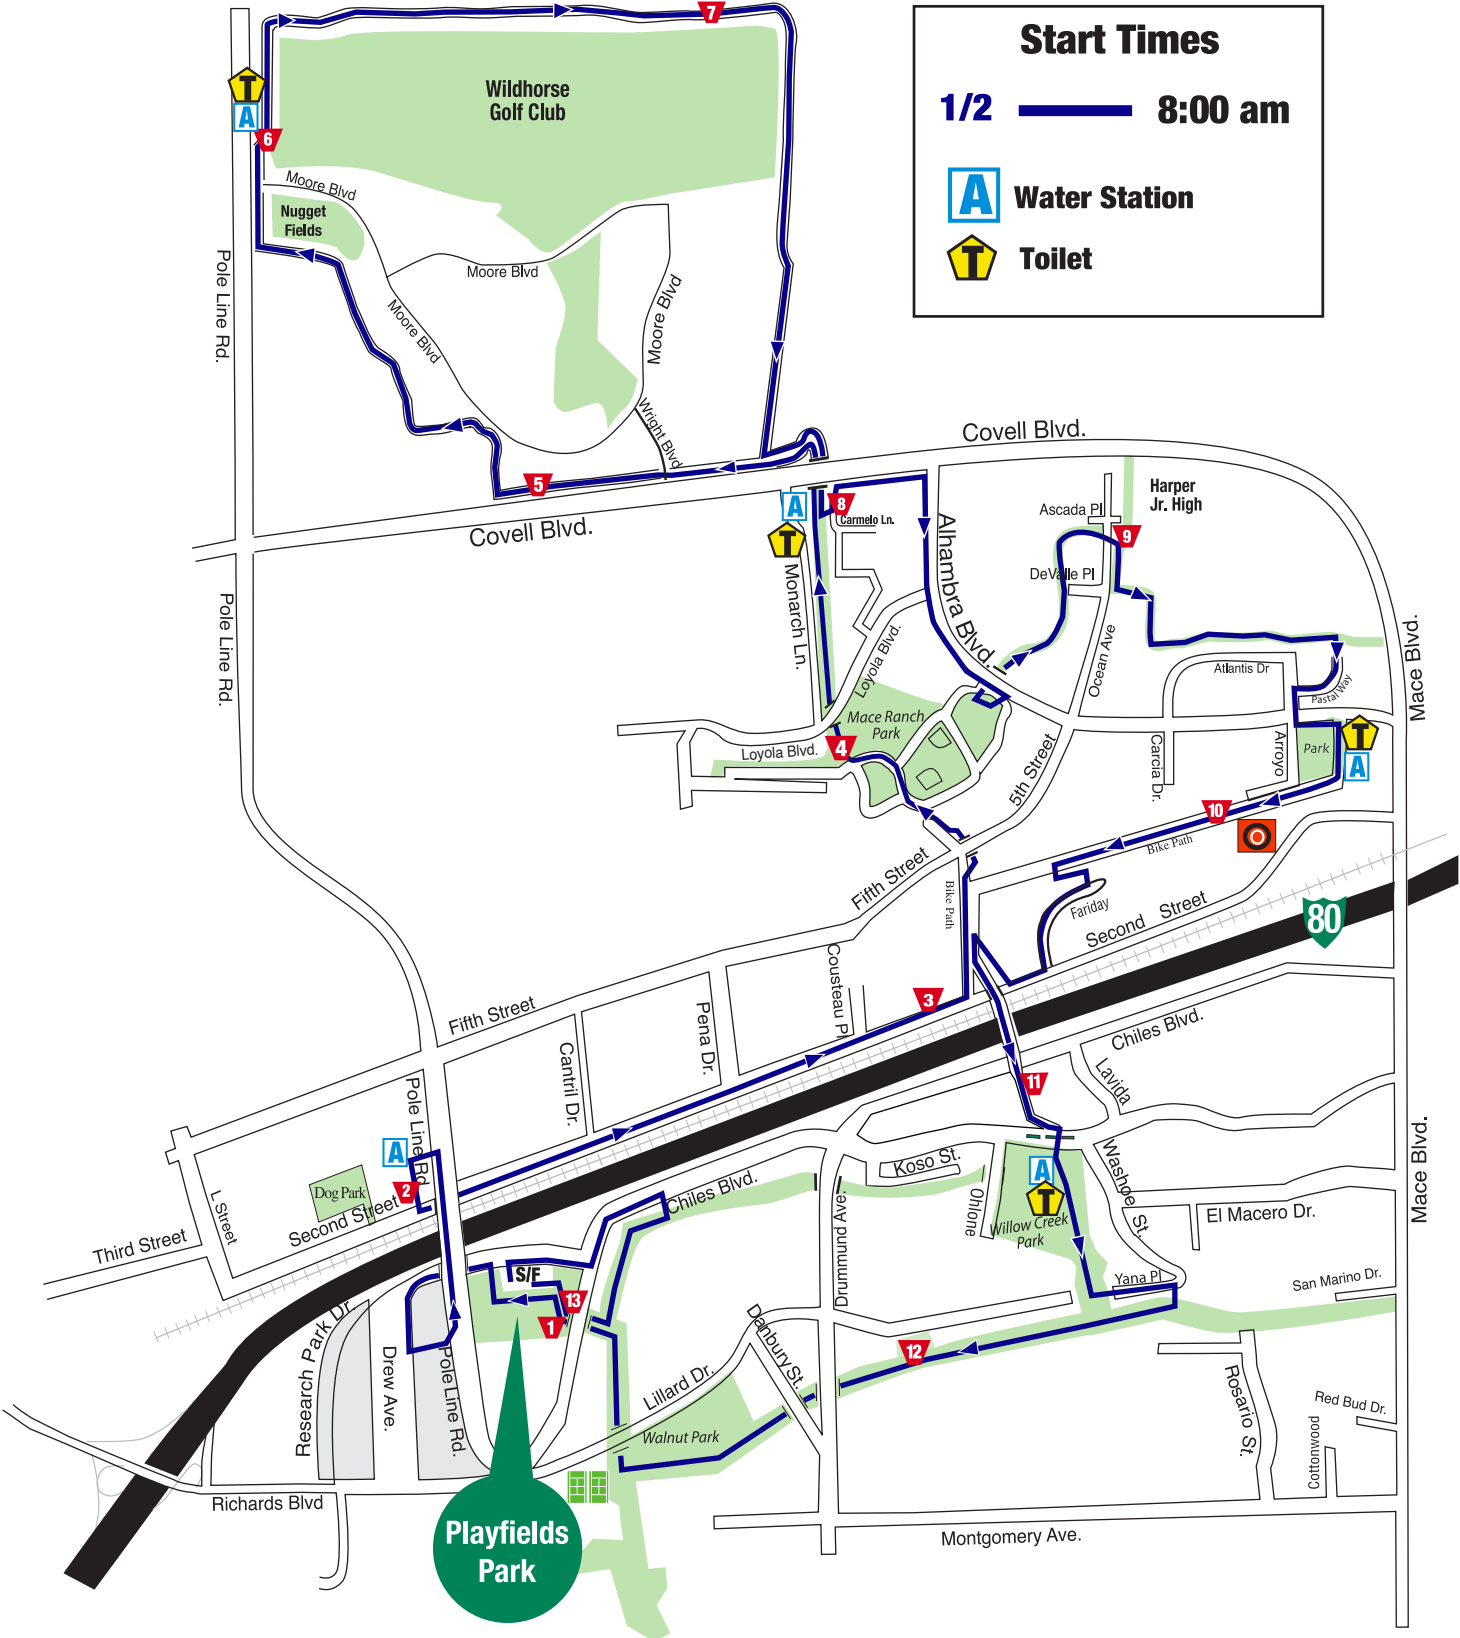 Start Times
1/2 8:00 am
A Water Station
T Toilet
7
Wildhorse
Golf Club
T
A
6
Moore Blvd
Nugget
Fields
Pole Line Rd.
Moore Blvd
Moore Blvd
Moore Blvd
Wright Blvd
Covell Blvd.
5
Covell Blvd.
A
T
8
Carmelo Ln.
Harper
Jr. High
Ascada Pl
9
DeValle Pl
Alhambra Blvd.
Monarch Ln.
Loyola Blvd.
Ocean Ave
Atlantis Dr
Pastal Way
Mace Blvd.
Pole Line Rd.
Mace Ranch
Park
4
Loyola Blvd.
5th Street
Carcia Dr.
Arroyo
Park
T
A
10
Bike Path
Fifth Street
Bike Path
Fariday
Second Street
80
Cousteau Pl
3
Fifth Street
Pena Dr.
Cantril Dr.
Chiles Blvd.
Lavida
11
Pole Line Rd
A
2
Dog Park
Second Street
L Street
Third Street
Koso St.
Ohlone
A
T
Willow Creek
Park
Washoe St.
El Macero Dr.
Mace Blvd.
Chiles Blvd.
Drummund Ave.
Yana Pl
San Marino Dr.
S/F
13
1
12
Research Park Dr.
Drew Ave.
Pole Line Rd.
Danbury St.
Lillard Dr.
Walnut Park
Rosario St.
Red Bud Dr.
Cottonwood
Richards Blvd
Montgomery Ave.
Playfields
Park